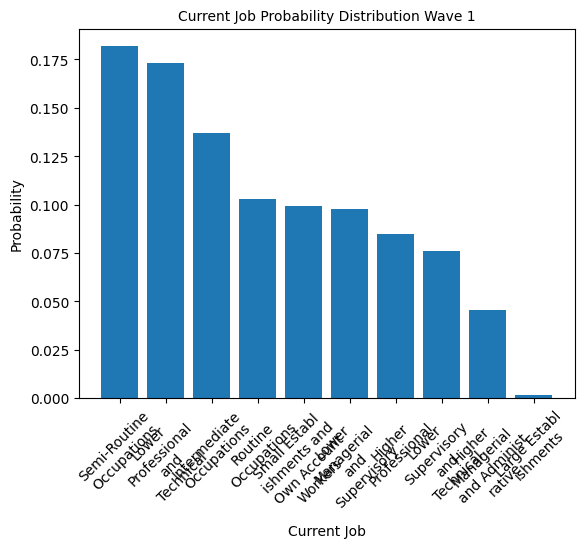 Current Job Probability Distribution Wave 1
Probability
0.175
0.150
0.125
0.100
0.075
0.050
0.025
0.000
Semi-Routine
Occupations
Lower
Professional
and
Technical
Intermediate
Occupations
Routine
Occupations
Small Establ
ishments and
Own Account
Workers
Lower
Managerial
and
Supervisory
Higher
Professional
Lower
Supervisory
and
Technical
Higher
Managerial
and Administ
rative
Large Establ
ishments
Current Job